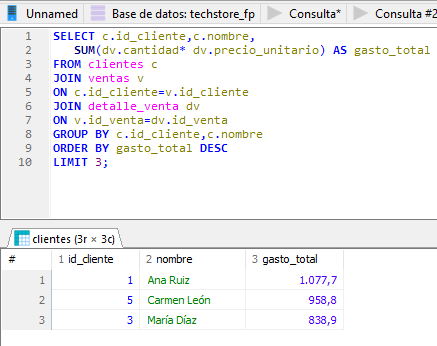 Unnamed Base de datos: techstore_fp Consulta* Consulta #2
1 SELECT c.id_cliente,c.nombre,
2 SUM(dv.cantidad* dv.precio_unitario) AS gasto_total
3 FROM clientes c
4 JOIN ventas v
5 ON c.id_cliente=v.id_cliente
6 JOIN detalle_venta dv
7 ON v.id_venta=dv.id_venta
8 GROUP BY c.id_cliente,c.nombre
9 ORDER BY gasto_total DESC
10 LIMIT 3;
clientes (3r × 3c)
# 1 id_cliente 2 nombre 3 gasto_total
1 1 Ana Ruiz 1.077,7
2 5 Carmen León 958,8
3 3 María Díaz 838,9